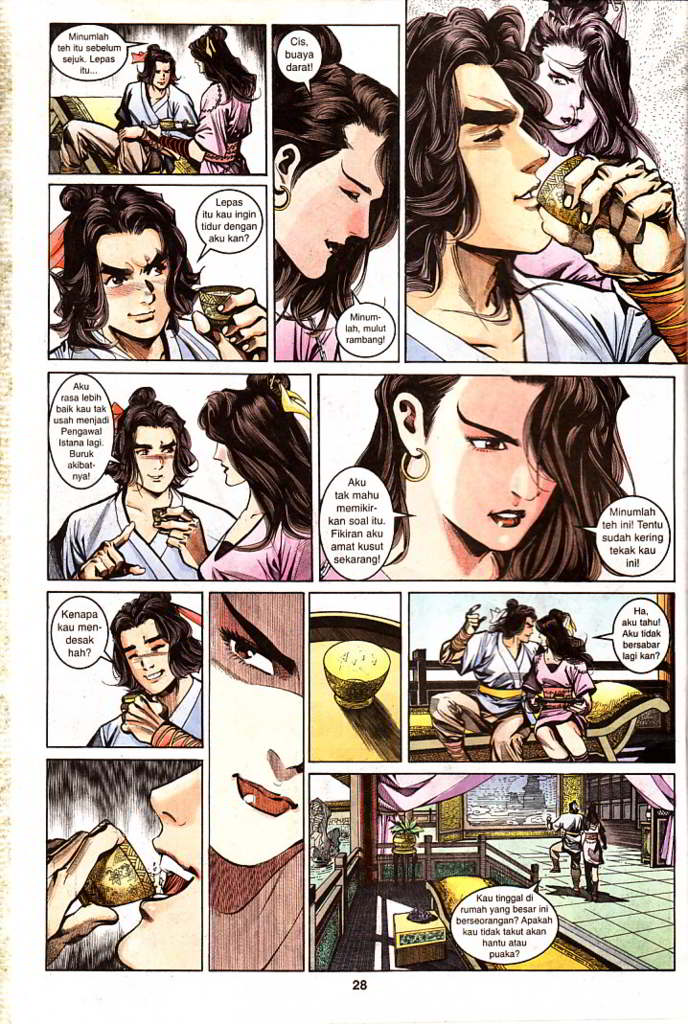 Minumlah
teh itu sebelum
sejuk. Lepas
itu...
Cis,
buaya
darat!
Lepas
itu kau ingin
tidur dengan
aku kan?
Minum-
lah, mulut
rambang!
Aku
rasa lebih
baik kau tak
usah menjadi
Pengawal
Istana lagi.
Buruk
akibat-
nya!
Aku
tak mahu
memikir-
kan soal itu.
Fikiran
aku
amat kusut
sekarang!
Minumlah
teh ini! Tentu
sudah kering
tekak kau
ini!
Kenapa
kau men-
desak
hah?
Ha,
aku tahu!
Aku tidak
bersabar
lagi kan?
Kau tinggal di
rumah yang besar ini
berseorangan? Apakah
kau tidak takut akan
hantu atau
puaka?
28